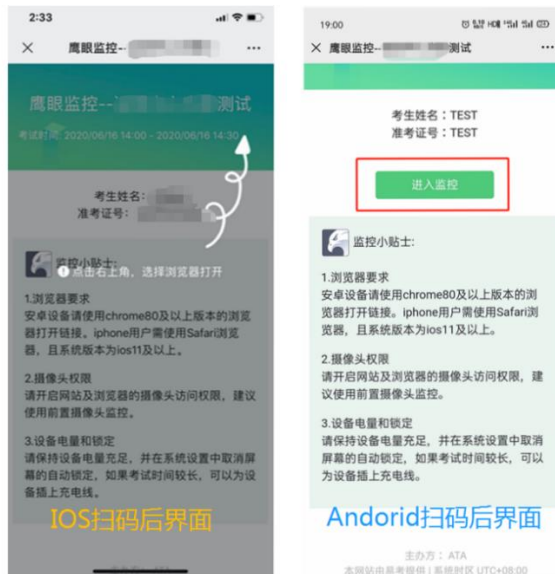 2:33
鹰眼监控--
鹰眼监控-- 测试
考试时间: 2020/06/16 14:00 - 2020/06/16 14:30
考生姓名：
准考证号：
监控小贴士:
点击右上角，选择浏览器打开
1.浏览器要求
安卓设备请使用chrome80及以上版本的浏览
器打开链接。iphone用户需使用Safari浏览
器，且系统版本为ios11及以上。
2.摄像头权限
请开启网站及浏览器的摄像头访问权限，建议
使用前置摄像头监控。
3.设备电量和锁定
请保持设备电量充足，并在系统设置中取消屏
幕的自动锁定，如果考试时间较长，可以为设
备插上充电线。
IOS扫码后界面
19:00
鹰眼监控-- 测试
考生姓名：TEST
准考证号：TEST
进入监控
监控小贴士:
1.浏览器要求
安卓设备请使用chrome80及以上版本的浏
览器打开链接。iphone用户需使用Safari浏
览器，且系统版本为ios11及以上。
2.摄像头权限
请开启网站及浏览器的摄像头访问权限，建
议使用前置摄像头监控。
3.设备电量和锁定
请保持设备电量充足，并在系统设置中取消
屏幕的自动锁定，如果考试时间较长，可以
为设备插上充电线。
Andorid扫码后界面
主办方：ATA
本网站由易考提供 | 系统时区 UTC+08:00